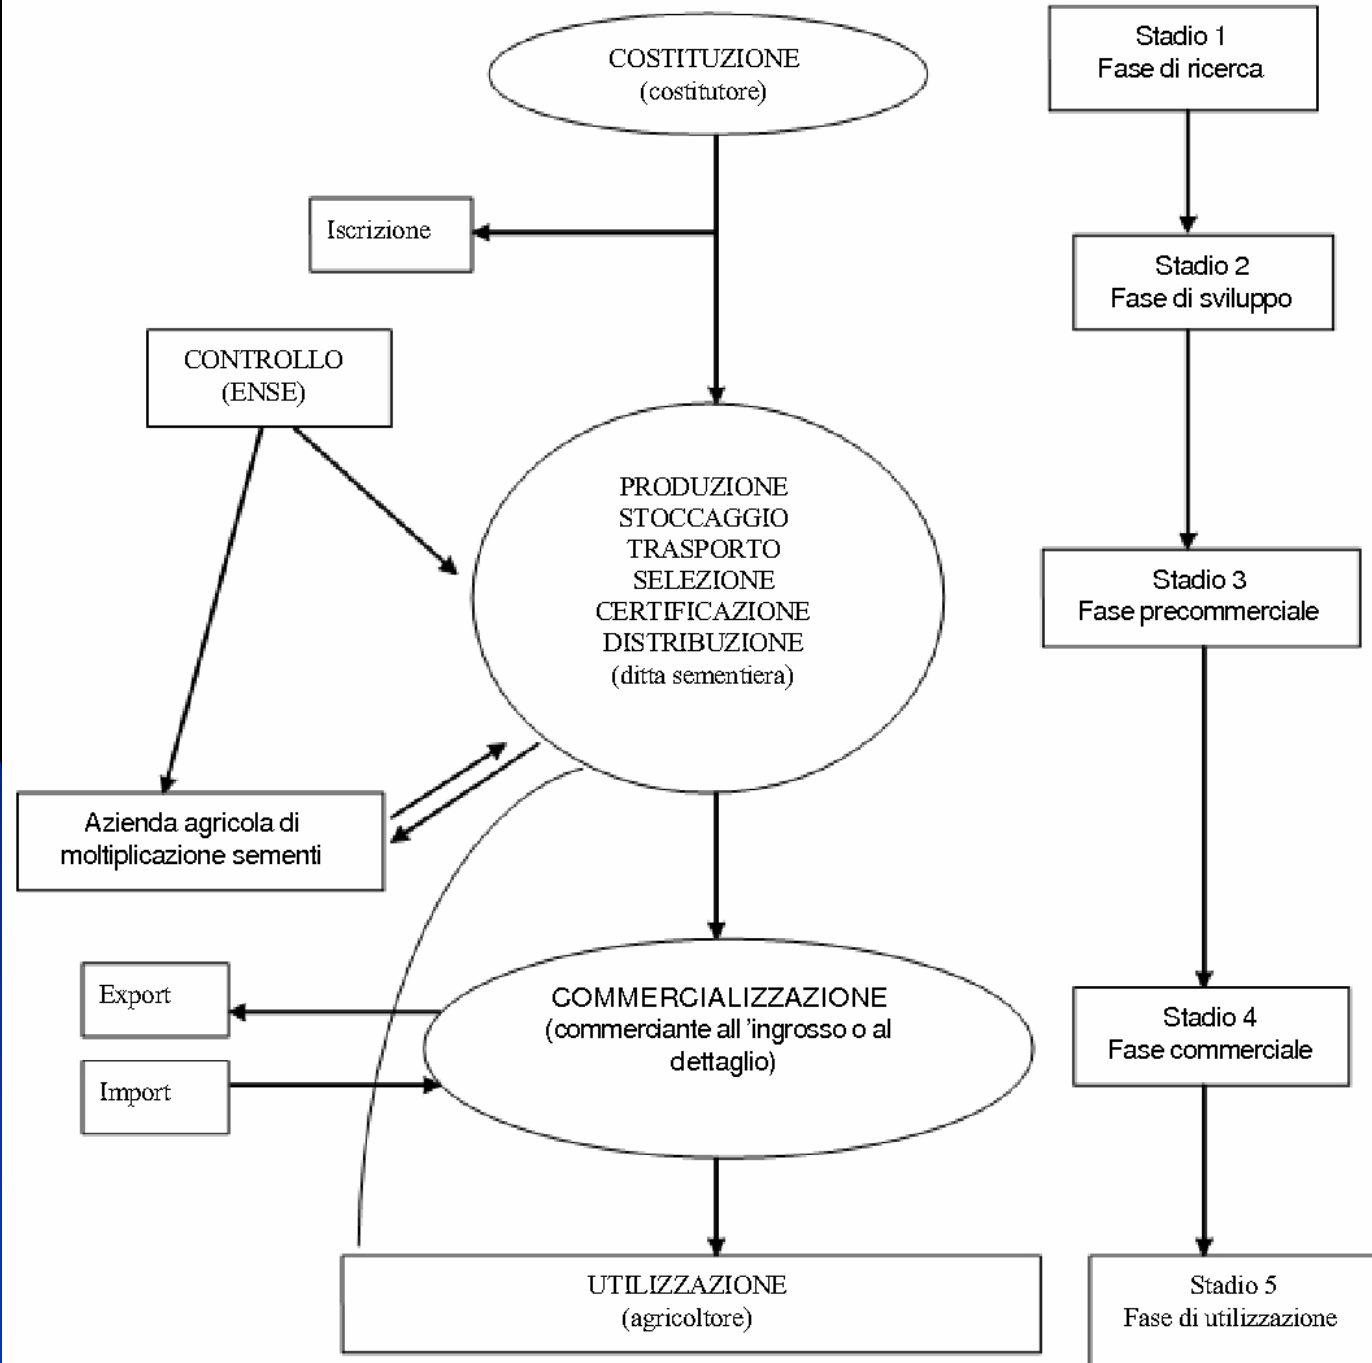 COSTITUZIONE
(costitutore)
Stadio 1
Fase di ricerca
Iscrizione
Stadio 2
Fase di sviluppo
CONTROLLO
(ENSE)
PRODUZIONE
STOCCAGGIO
TRASPORTO
SELEZIONE
CERTIFICAZIONE
DISTRIBUZIONE
(ditta sementiera)
Stadio 3
Fase precommerciale
Azienda agricola di
moltiplicazione sementi
Export
Import
COMMERCIALIZZAZIONE
(commerciante all 'ingrosso o al
dettaglio)
Stadio 4
Fase commerciale
UTILIZZAZIONE
(agricoltore)
Stadio 5
Fase di utilizzazione